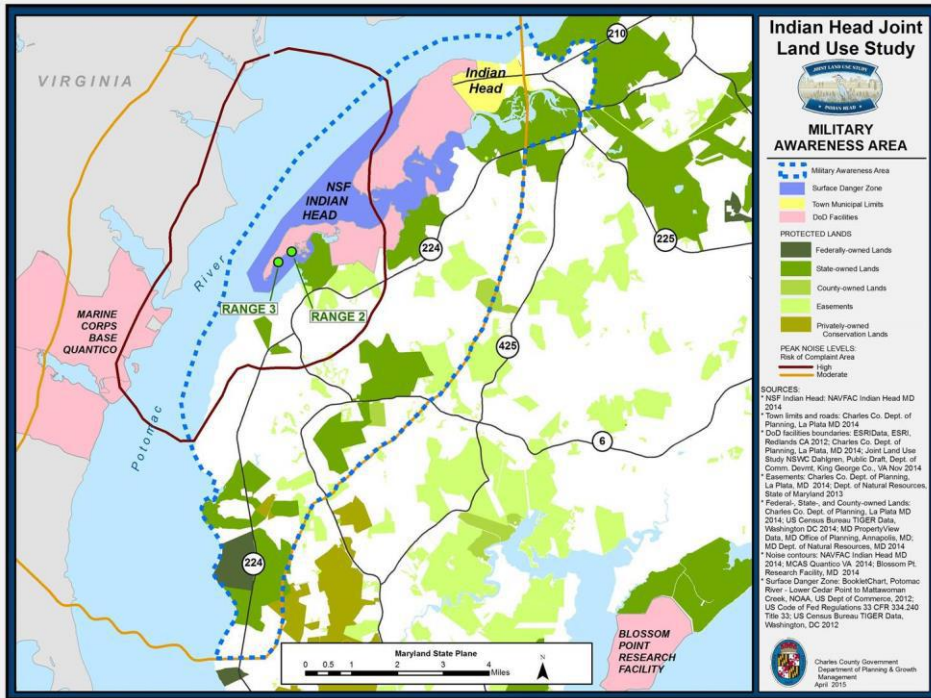 Indian Head Joint
Land Use Study
JOINT LAND USE STUDY
INDIAN HEAD
MILITARY
AWARENESS AREA
Military Awareness Area
Surface Danger Zone
Town Municipal Limits
DoD Facilities
PROTECTED LANDS
Federally-owned Lands
State-owned Lands
County-owned Lands
Easements
Privately-owned
Conservation Lands
PEAK NOISE LEVELS:
Risk of Complaint Area
High
Moderate
SOURCES:
* NSF Indian Head: NAVFAC Indian Head MD
2014
* Town limits and roads: Charles Co. Dept. of
Planning, La Plata MD 2014
* DoD facilities boundaries: ESRIData, ESRI,
Redlands CA 2012; Charles Co. Dept. of
Planning, La Plata, MD 2014; Joint Land Use
Study NSWC Dahlgren, Public Draft, Dept. of
Comm. Devmt, King George Co., VA Nov 2014
* Easements: Charles Co. Dept. of Planning,
La Plata, MD 2014; Dept. of Natural Resources,
State of Maryland 2013
* Federal-, State-, and County-owned Lands:
Charles Co. Dept. of Planning, La Plata MD
2014; US Census Bureau TIGER Data,
Washington DC 2014; MD PropertyView
Data, MD Office of Planning, Annapolis, MD;
MD Dept. of Natural Resources, MD 2014
* Noise contours: NAVFAC Indian Head MD
2014; MCAS Quantico VA 2014; Blossom Pt.
Research Facility, MD 2014
* Surface Danger Zone: BookletChart, Potomac
River - Lower Cedar Point to Mattawoman
Creek, NOAA, US Dept of Commerce, 2012;
US Code of Fed Regulations 33 CFR 334.240
Title 33; US Census Bureau TIGER Data,
Washington, DC 2012
Charles County Government
Department of Planning & Growth
Management
April 2015
VIRGINIA
210
Indian
Head
NSF
INDIAN
HEAD
224
225
River
RANGE 3
RANGE 2
MARINE
CORPS
BASE
QUANTICO
425
Potomac
6
224
BLOSSOM
POINT
RESEARCH
FACILITY
Maryland State Plane
0 0.5 1 2 3 4
Miles
N